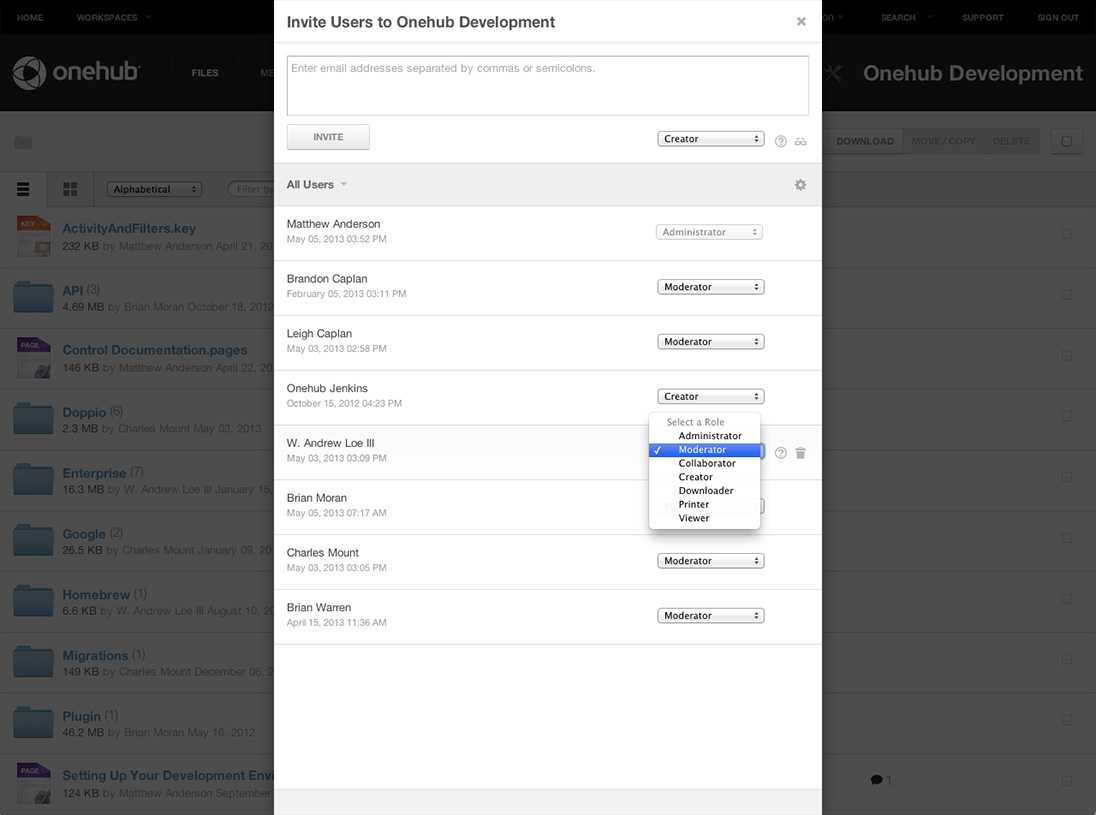 HOME
WORKSPACES
SEARCH
SUPPORT
SIGN OUT
onehub
FILES
Onehub Development
DOWNLOAD
MOVE / COPY
DELETE
Alphabetical
Filter by
ActivityAndFilters.key
232 KB by Matthew Anderson April 21, 20
API (3)
4.69 MB by Brian Moran October 18, 2012
Control Documentation.pages
146 KB by Matthew Anderson April 22, 20
Doppio (6)
2.3 MB by Charles Mount May 03, 2013
Enterprise (7)
16.3 MB by W. Andrew Loe III January 15,
Google (2)
26.5 KB by Charles Mount January 09, 20
Homebrew (1)
6.6 KB by W. Andrew Loe III August 10, 20
Migrations (1)
149 KB by Charles Mount December 06, 2
Plugin (1)
46.2 MB by Brian Moran May 18, 2012
Setting Up Your Development Envi
124 KB by Matthew Anderson September
KEY
PAGE
PAGE
1
Invite Users to Onehub Development
Enter email addresses separated by commas or semicolons.
INVITE
Creator
All Users
Matthew Anderson
May 05, 2013 03:52 PM
Administrator
Brandon Caplan
February 05, 2013 03:11 PM
Moderator
Leigh Caplan
May 03, 2013 02:58 PM
Moderator
Onehub Jenkins
October 15, 2012 04:23 PM
Creator
W. Andrew Loe III
May 03, 2013 03:09 PM
Select a Role
Administrator
Moderator
Collaborator
Creator
Downloader
Printer
Viewer
Brian Moran
May 05, 2013 07:17 AM
Charles Mount
May 03, 2013 03:05 PM
Moderator
Brian Warren
April 15, 2013 11:36 AM
Moderator